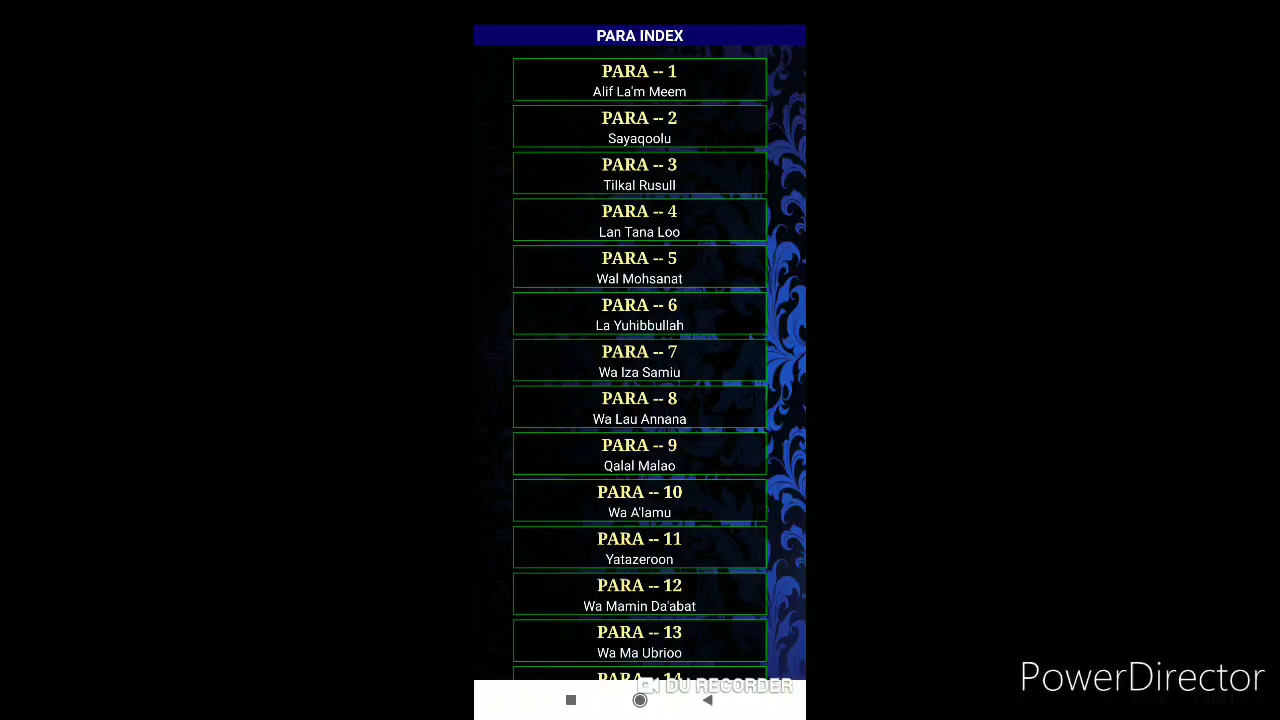 PARA INDEX
PARA -- 1
Alif La'm Meem
PARA -- 2
Sayaqoolu
PARA -- 3
Tilkal Rusull
PARA -- 4
Lan Tana Loo
PARA -- 5
Wal Mohsanat
PARA -- 6
La Yuhibbullah
PARA -- 7
Wa Iza Samiu
PARA -- 8
Wa Lau Annana
PARA -- 9
Qalal Malao
PARA -- 10
Wa A'lamu
PARA -- 11
Yatazeroon
PARA -- 12
Wa Mamin Da'abat
PARA -- 13
Wa Ma Ubrioo
PARA -- 14
DU RECORDER
PowerDirector